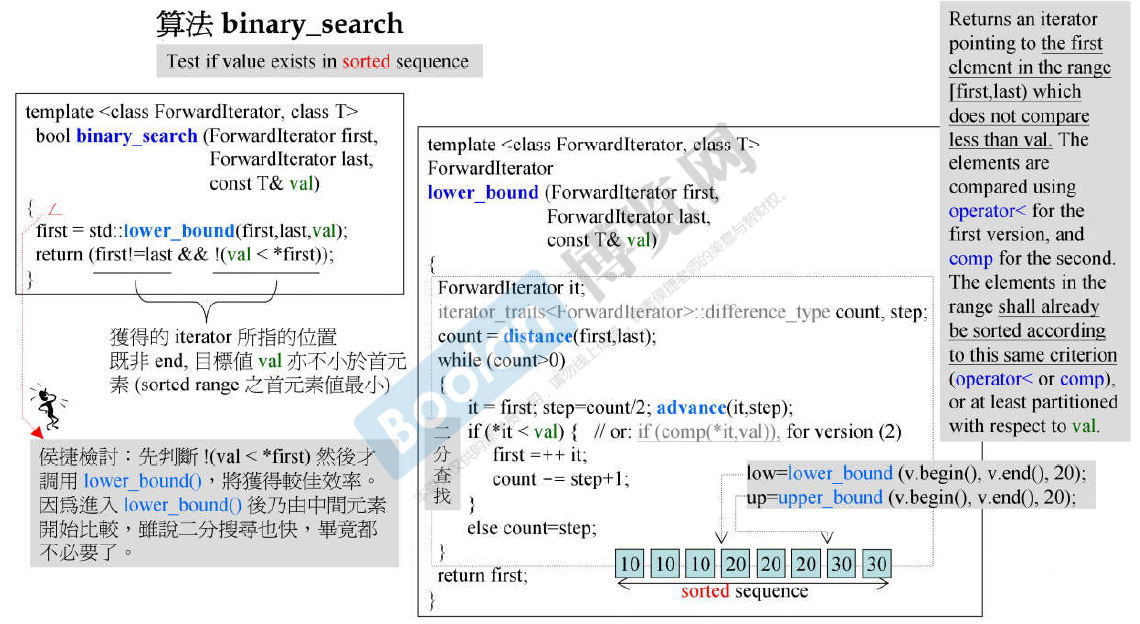 算法 binary_search
Test if value exists in sorted sequence
template <class ForwardIterator, class T>
bool binary_search (ForwardIterator first,
ForwardIterator last,
const T& val)
{
first = std::lower_bound(first,last,val);
return (first!=last && !(val < *first));
}
獲得的 iterator 所指的位置
既非 end, 目標值 val 亦不小於首元
素 (sorted range 之首元素值最小)
侯捷檢討：先判斷 !(val < *first) 然後才
調用 lower_bound()，將獲得較佳效率。
因爲進入 lower_bound() 後乃由中間元素
開始比較，雖說二分搜尋也快，畢竟都
不必要了。
template <class ForwardIterator, class T>
ForwardIterator
lower_bound (ForwardIterator first,
ForwardIterator last,
const T& val)
{
ForwardIterator it;
iterator_traits<ForwardIterator>::difference_type count, step;
count = distance(first,last);
while (count>0)
{
it = first; step=count/2; advance(it,step);
if (*it < val) { // or: if (comp(*it,val)), for version (2)
first =++ it;
count -= step+1;
}
else count=step;
}
return first;
}
二
分
查
找
low=lower_bound (v.begin(), v.end(), 20);
up=upper_bound (v.begin(), v.end(), 20);
10 10 10 20 20 20 30 30
sorted sequence
Returns an iterator
pointing to the first
element in the range
[first,last) which
does not compare
less than val. The
elements are
compared using
operator< for the
first version, and
comp for the second.
The elements in the
range shall already
be sorted according
to this same criterion
(operator< or comp),
or at least partitioned
with respect to val.
Boolan 博览网